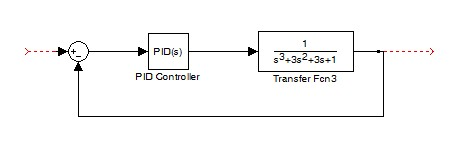 +
-
PID(s)
PID Controller
1
s³+3s²+3s+1
Transfer Fcn3